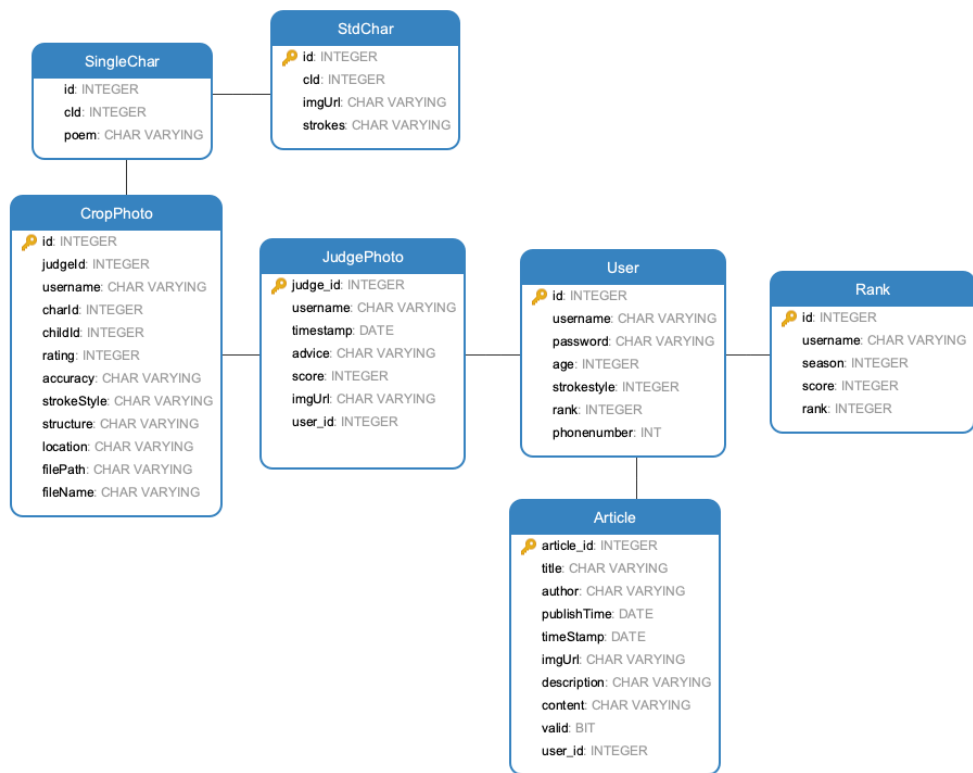 StdChar
id: INTEGER
cId: INTEGER
imgUrl: CHAR VARYING
strokes: CHAR VARYING
SingleChar
id: INTEGER
cId: INTEGER
poem: CHAR VARYING
CropPhoto
id: INTEGER
judgeId: INTEGER
username: CHAR VARYING
charId: INTEGER
childId: INTEGER
rating: INTEGER
accuracy: CHAR VARYING
strokeStyle: CHAR VARYING
structure: CHAR VARYING
location: CHAR VARYING
filePath: CHAR VARYING
fileName: CHAR VARYING
JudgePhoto
judge_id: INTEGER
username: CHAR VARYING
timestamp: DATE
advice: CHAR VARYING
score: INTEGER
imgUrl: CHAR VARYING
user_id: INTEGER
User
id: INTEGER
username: CHAR VARYING
password: CHAR VARYING
age: INTEGER
strokestyle: INTEGER
rank: INTEGER
phonenumber: INT
Rank
id: INTEGER
username: CHAR VARYING
season: INTEGER
score: INTEGER
rank: INTEGER
Article
article_id: INTEGER
title: CHAR VARYING
author: CHAR VARYING
publishTime: DATE
timeStamp: DATE
imgUrl: CHAR VARYING
description: CHAR VARYING
content: CHAR VARYING
valid: BIT
user_id: INTEGER